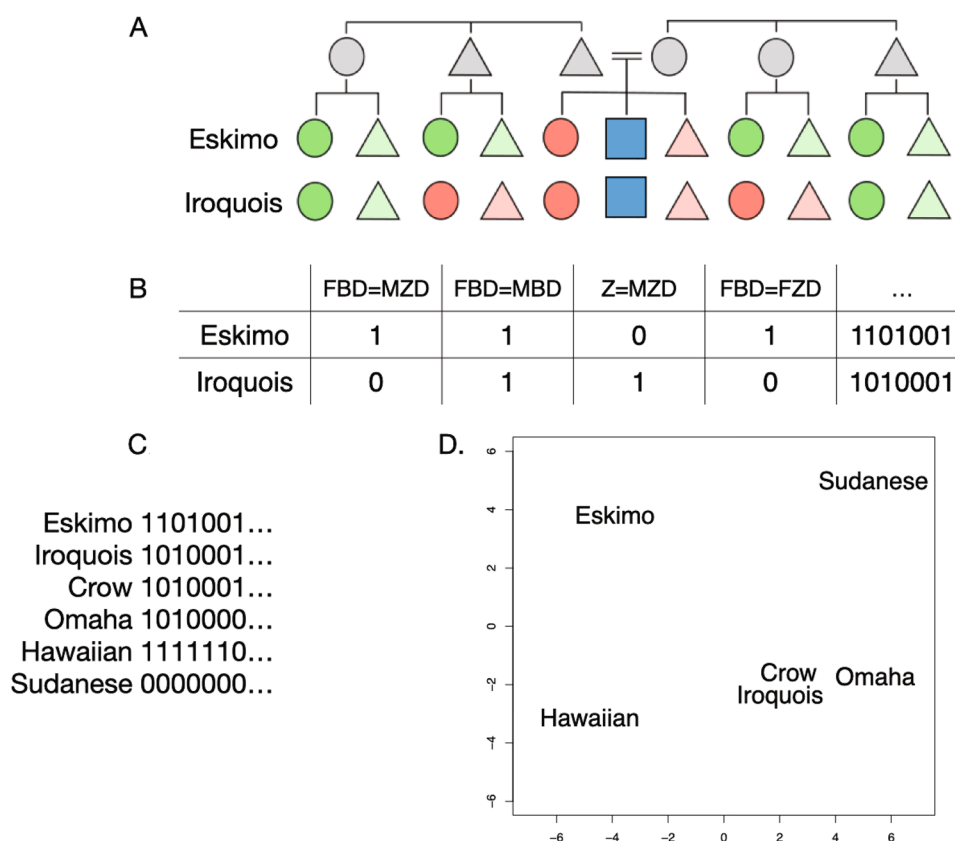 A
Eskimo
Iroquois
B
FBD=MZD FBD=MBD Z=MZD FBD=FZD ...
Eskimo 1 1 0 1 1101001
Iroquois 0 1 1 0 1010001
C
Eskimo 1101001...
Iroquois 1010001...
Crow 1010001...
Omaha 1010000...
Hawaiian 1111110...
Sudanese 0000000...
D.
6
4
2
0
-2
-4
-6
Sudanese
Eskimo
Crow Omaha
Iroquois
Hawaiian
-6 -4 -2 0 2 4 6